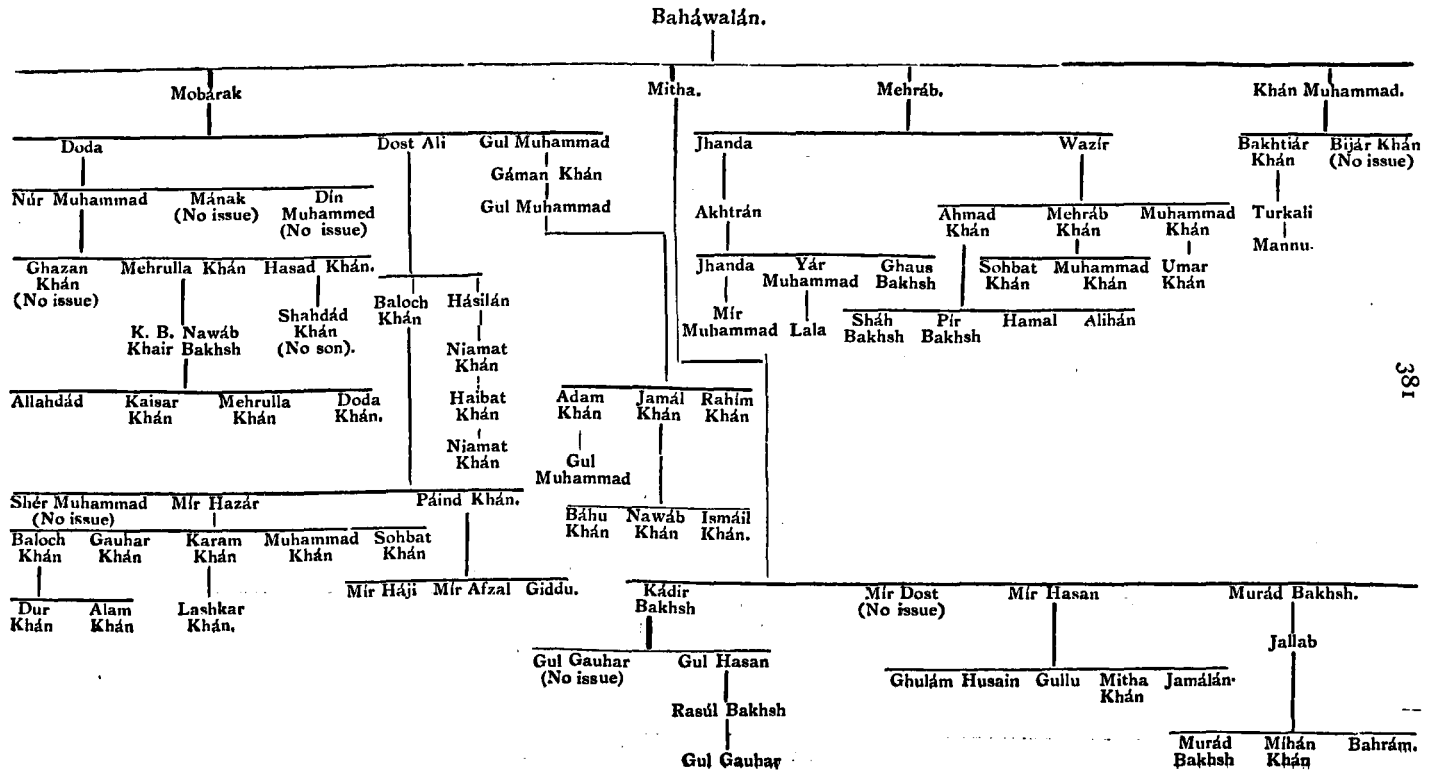 Baháwalán.
Mobárak Mitha. Mehráb. Khán Muhammad.
Doda Dost Ali Gul Muhammad Jhanda Wazír Bakhtiár Khán Bijár Khán (No issue)
Gáman Khán
Gul Muhammad
Núr Muhammad Mának (No issue) Dín Muhammed (No issue)
Akhtrán Ahmad Khán Mehráb Khán Muhammad Khán Turkali
Mannu.
Ghazan Khán (No issue) Mehrulla Khán Hasad Khán.
Jhanda Yár Muhammad Ghaus Bakhsh Sohbat Khán Muhammad Khán Umar Khán
Baloch Khán Hásilán
Shahdád Khán (No son).
Mír Muhammad Lala Sháh Bakhsh Pír Bakhsh Hamal Alihán
K. B. Nawáb Khair Bakhsh
Niamat Khán
381
Allahdád Kaisar Khán Mehrulla Khán Doda Khán.
Haibat Khán
Adam Khán Jamál Khán Rahím Khán
Niamat Khán
Gul Muhammad
Shér Muhammad (No issue) Mír Hazár Páind Khán.
Báhu Khán Nawáb Khán Ismáil Khán.
Baloch Khán Gauhar Khán Karam Khán Muhammad Khán Sohbat Khán
Mír Háji Mír Afzal Giddu.
Kádir Bakhsh Mír Dost (No issue) Mír Hasan Murád Bakhsh.
Dur Khán Alam Khán Lashkar Khán.
Jallab
Gul Gauhar (No issue) Gul Hasan
Ghulám Husain Gullu Mitha Khán Jamálán.
Rasúl Bakhsh
Gul Gauhar
Murád Bakhsh Míhán Khán Bahrám.